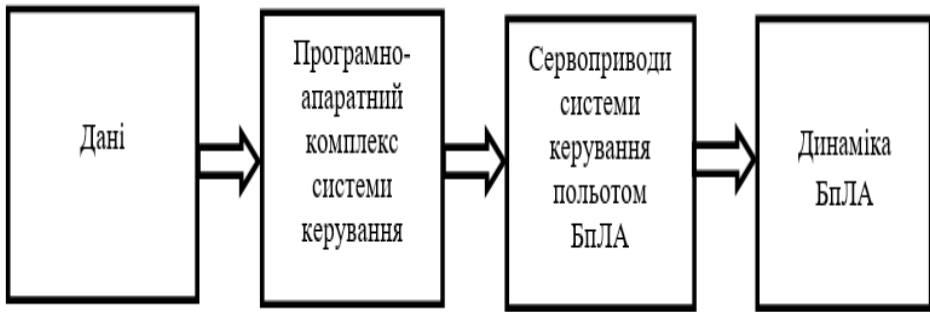 Дані
Програмно-
апаратний
комплекс
системи
керування
Сервоприводи
системи
керування
польотом
БпЛА
Динаміка
БпЛА